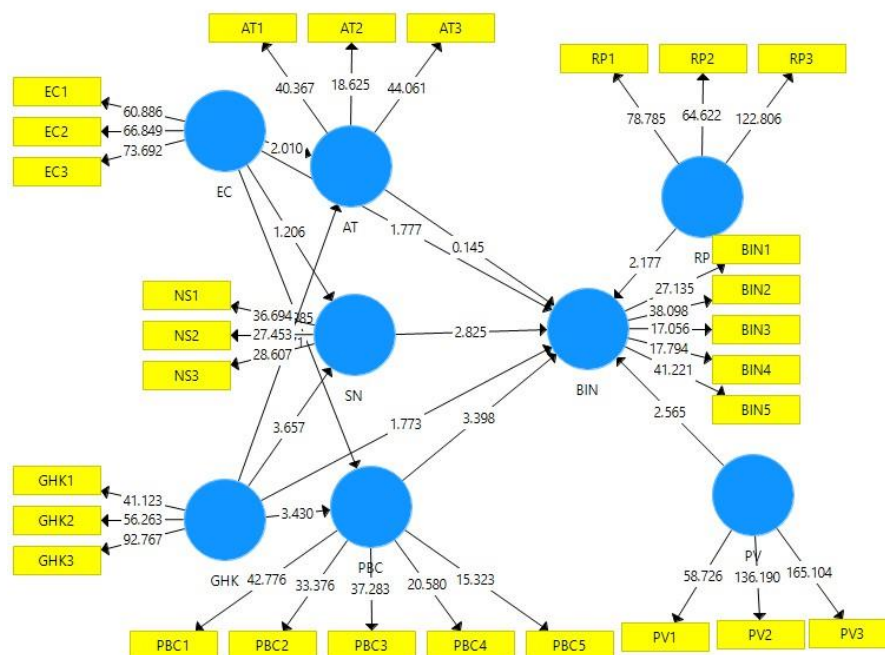 AT1
AT2
AT3
RP1
RP2
RP3
40.367
18.625
44.061
78.785
64.622
122.806
EC1
EC2
EC3
60.886
66.849
73.692
EC
2.010
AT
RP
1.206
1.777
0.145
2.177
NS1
NS2
NS3
36.694
27.453
28.607
SN
2.825
BIN
27.135
38.098
17.056
17.794
41.221
BIN1
BIN2
BIN3
BIN4
BIN5
3.657
1.773
3.398
2.565
GHK1
GHK2
GHK3
41.123
56.263
92.767
GHK
3.430
PBC
PV
42.776
33.376
37.283
20.580
15.323
58.726
136.190
165.104
PBC1
PBC2
PBC3
PBC4
PBC5
PV1
PV2
PV3